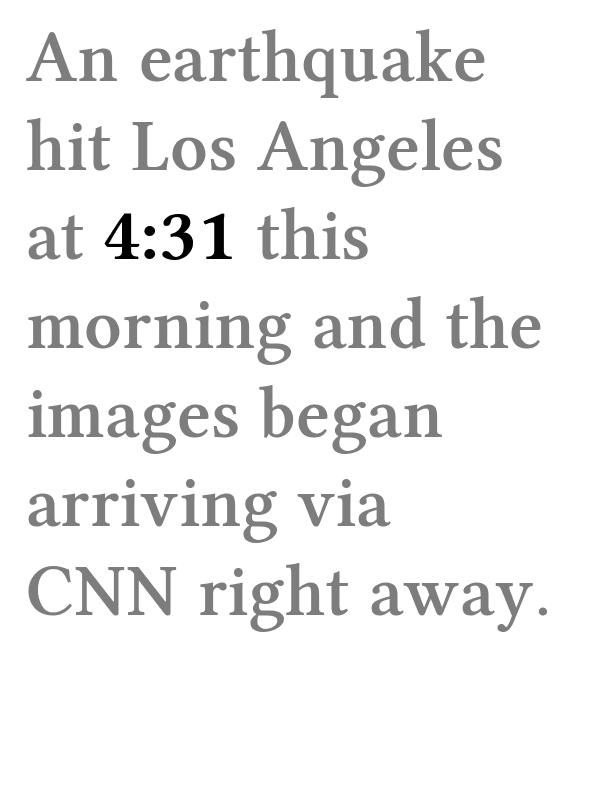 An earthquake
hit Los Angeles
at 4:31 this
morning and the
images began
arriving via
CNN right away.